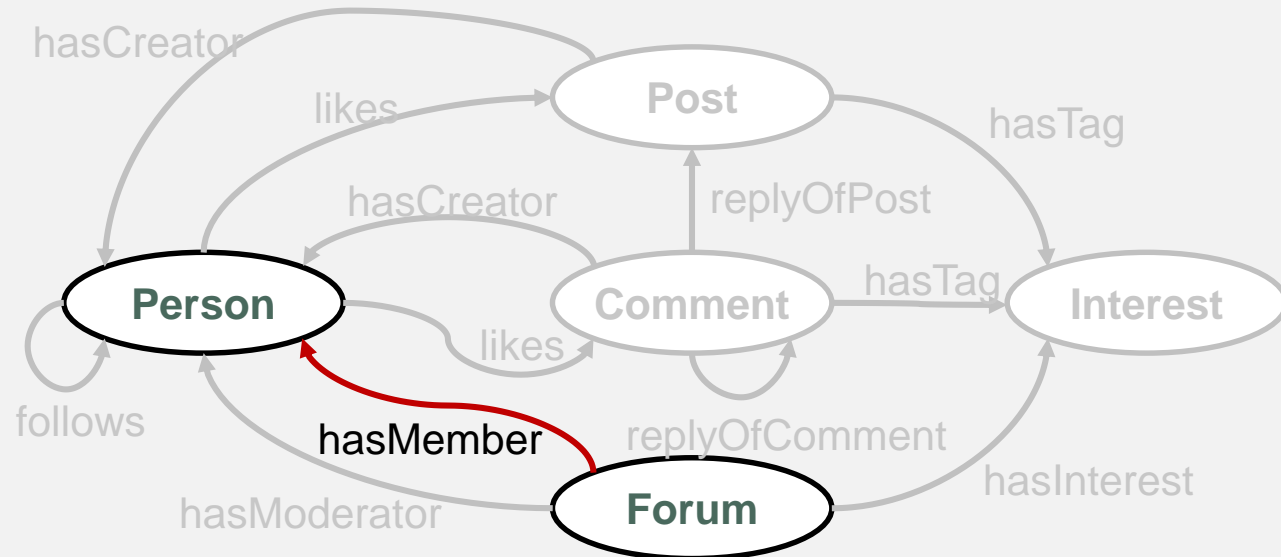 hasCreator
Post
likes
hasTag
hasCreator
replyOfPost
hasTag
Person
Comment
Interest
likes
follows
hasMember
replyOfComment
hasInterest
hasModerator
Forum